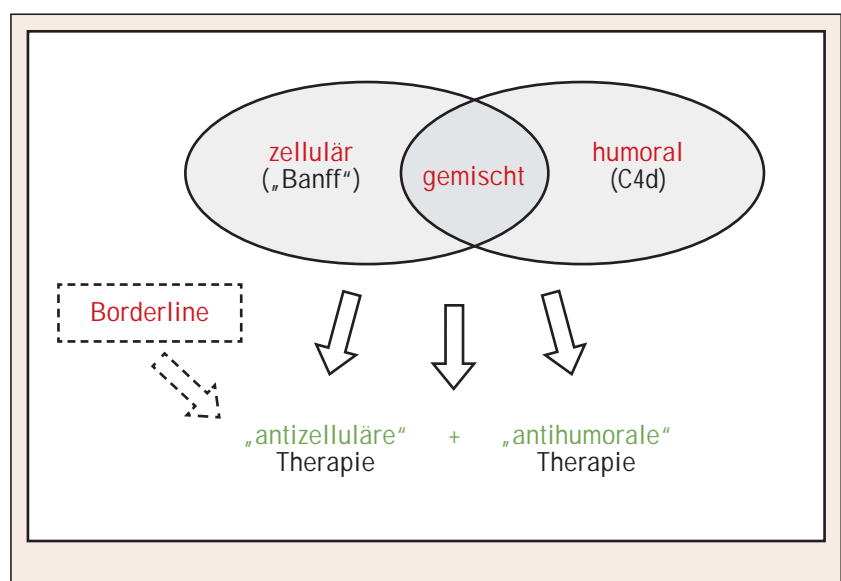 zellulär
(„Banff“)
gemischt
humoral
(C4d)
Borderline
„antizelluläre“ + „antihumorale“
Therapie Therapie